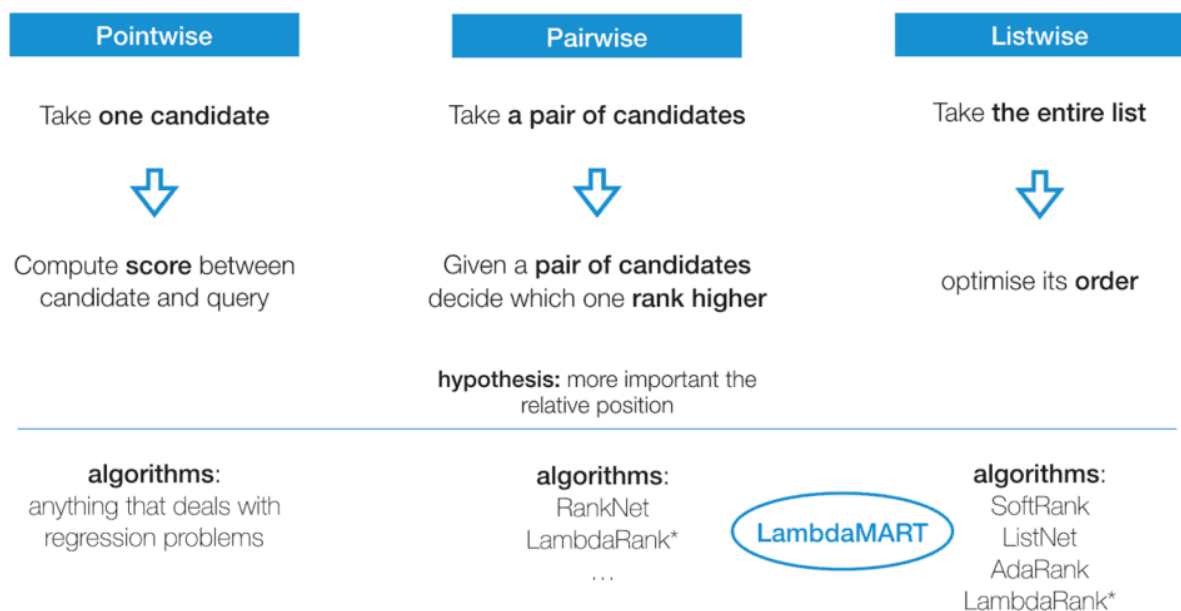 Pointwise
Take one candidate
Compute score between
candidate and query
algorithms:
anything that deals with
regression problems
Pairwise
Take a pair of candidates
Given a pair of candidates
decide which one rank higher
hypothesis: more important the
relative position
algorithms:
RankNet
LambdaRank*
...
LambdaMART
Listwise
Take the entire list
optimise its order
algorithms:
SoftRank
ListNet
AdaRank
LambdaRank*